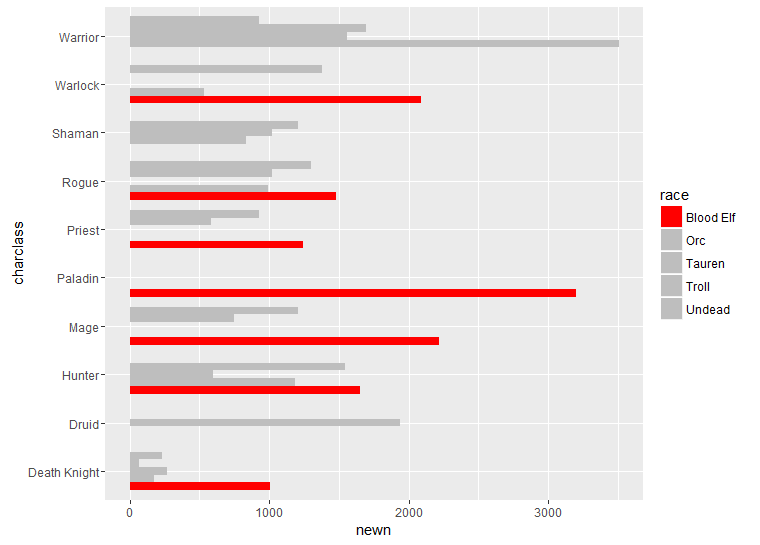 charclass
Warrior
Warlock
Shaman
Rogue
Priest
Paladin
Mage
Hunter
Druid
Death Knight
0 1000 2000 3000
newn
race
Blood Elf
Orc
Tauren
Troll
Undead